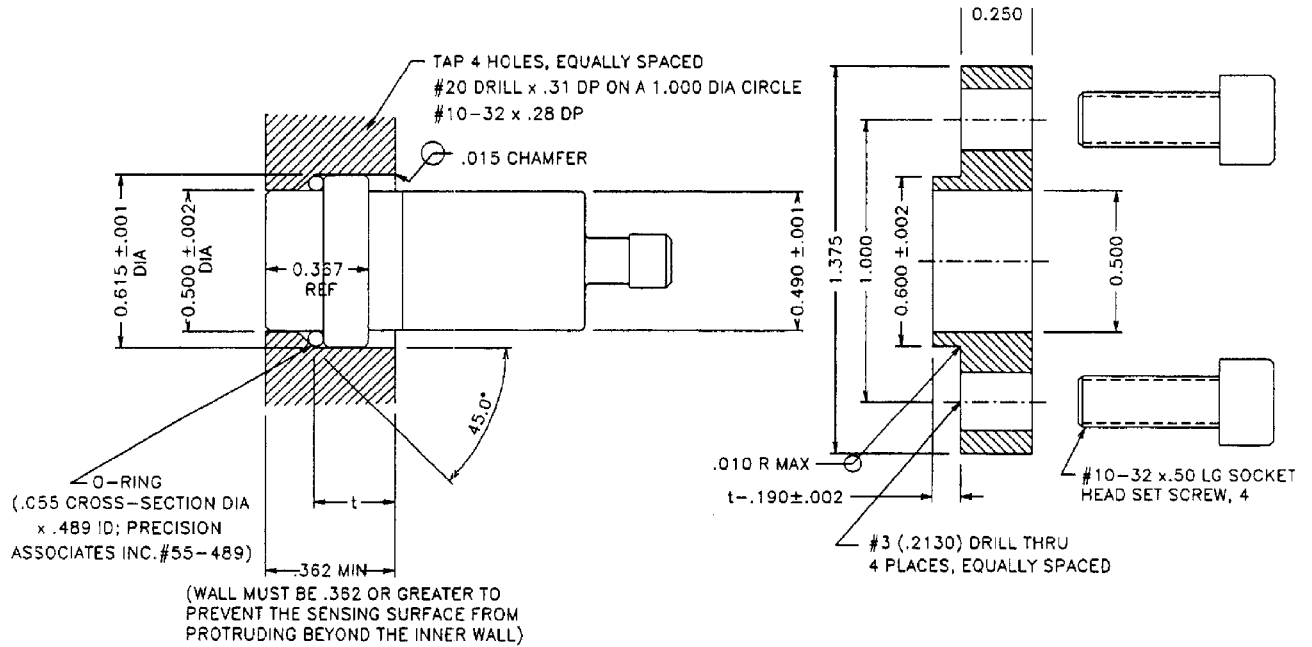 0.250
TAP 4 HOLES, EQUALLY SPACED
#20 DRILL x .31 DP ON A 1.000 DIA CIRCLE
#10-32 x .28 DP
.015 CHAMFER
0.615 ±.001
DIA
0.500 ±.002
DIA
0.367
REF
0.490 ±.001
1.375
1.000
0.600 ±.002
0.500
45.0°
.010 R MAX
t-.190±.002
#10-32 x.50 LG SOCKET
HEAD SET SCREW, 4
O-RING
(.055 CROSS-SECTION DIA
x .489 ID; PRECISION
ASSOCIATES INC.#55-489)
t
#3 (.2130) DRILL THRU
4 PLACES, EQUALLY SPACED
.362 MIN
(WALL MUST BE .362 OR GREATER TO
PREVENT THE SENSING SURFACE FROM
PROTRUDING BEYOND THE INNER WALL)